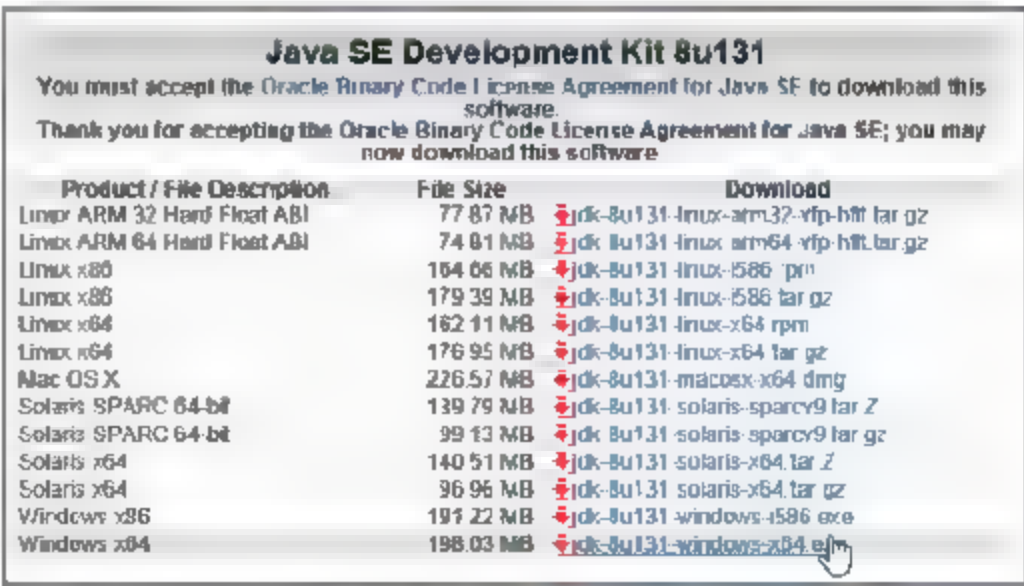 Java SE Development Kit 8u131
You must accept the Oracle Binary Code License Agreement for Java SE to download this
software.
Thank you for accepting the Oracle Binary Code License Agreement for Java SE; you may
now download this software
Product / File Description File Size Download
Linux ARM 32 Hard Float ABI 77.87 MB jdk-8u131-linux-arm32-vfp-hflt.tar.gz
Linux ARM 64 Hard Float ABI 74.81 MB jdk-8u131-linux-arm64-vfp-hflt.tar.gz
Linux x86 164.66 MB jdk-8u131-linux-i586.rpm
Linux x86 179.39 MB jdk-8u131-linux-i586.tar.gz
Linux x64 162.11 MB jdk-8u131-linux-x64.rpm
Linux x64 176.95 MB jdk-8u131-linux-x64.tar.gz
Mac OS X 226.57 MB jdk-8u131-macosx-x64.dmg
Solaris SPARC 64-bit 139.79 MB jdk-8u131-solaris-sparcv9.tar.Z
Solaris SPARC 64-bit 99.13 MB jdk-8u131-solaris-sparcv9.tar.gz
Solaris x64 140.51 MB jdk-8u131-solaris-x64.tar.Z
Solaris x64 96.96 MB jdk-8u131-solaris-x64.tar.gz
Windows x86 191.22 MB jdk-8u131-windows-i586.exe
Windows x64 198.03 MB jdk-8u131-windows-x64.e